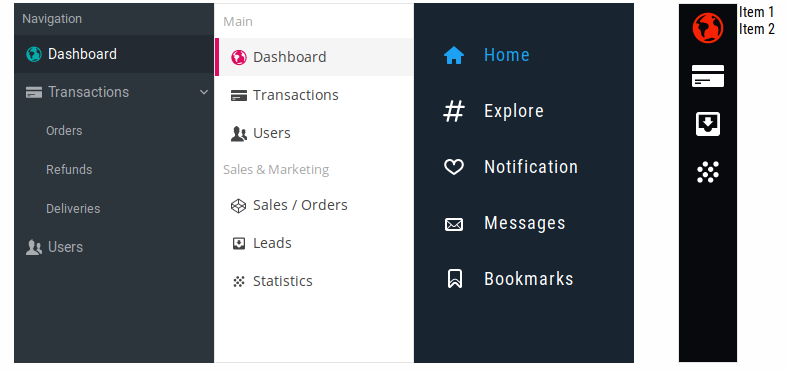 Navigation
Dashboard
Transactions
Orders
Refunds
Deliveries
Users
Main
Dashboard
Transactions
Users
Sales & Marketing
Sales / Orders
Leads
Statistics
Home
Explore
Notification
Messages
Bookmarks
Item 1
Item 2